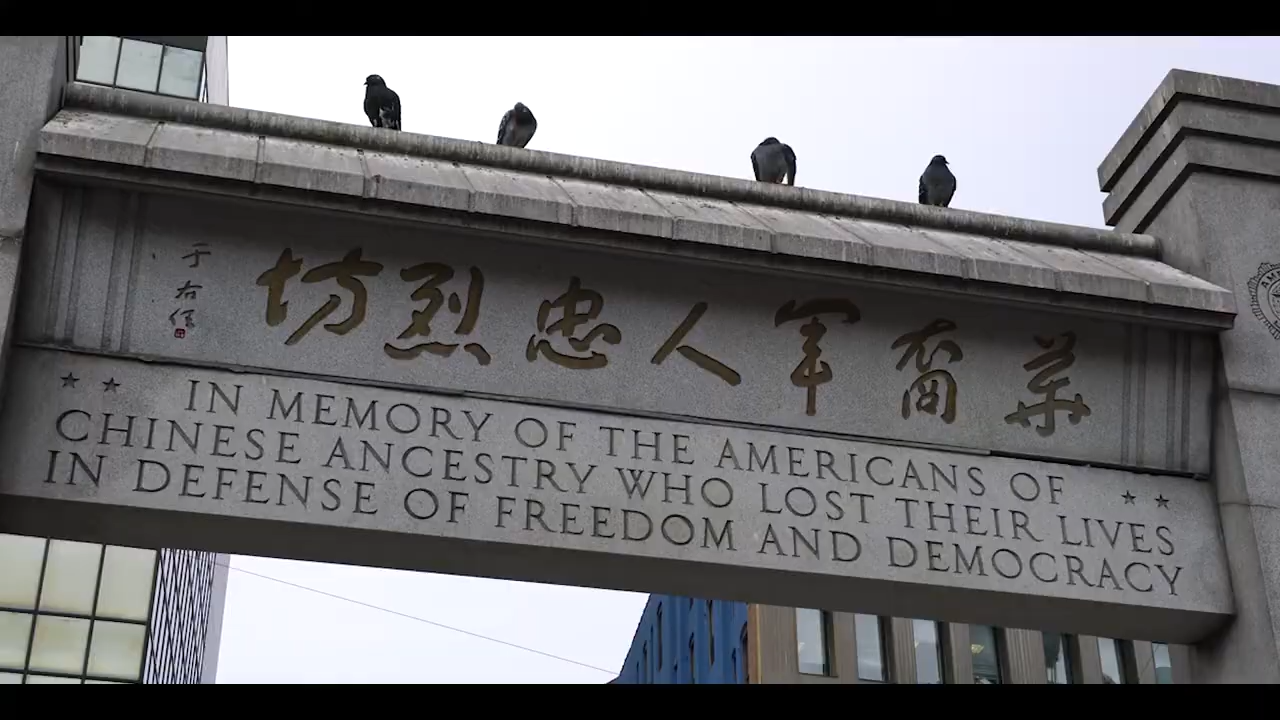 華裔軍人忠烈坊
于右任
IN MEMORY OF THE AMERICANS OF
CHINESE ANCESTRY WHO LOST THEIR LIVES
IN DEFENSE OF FREEDOM AND DEMOCRACY